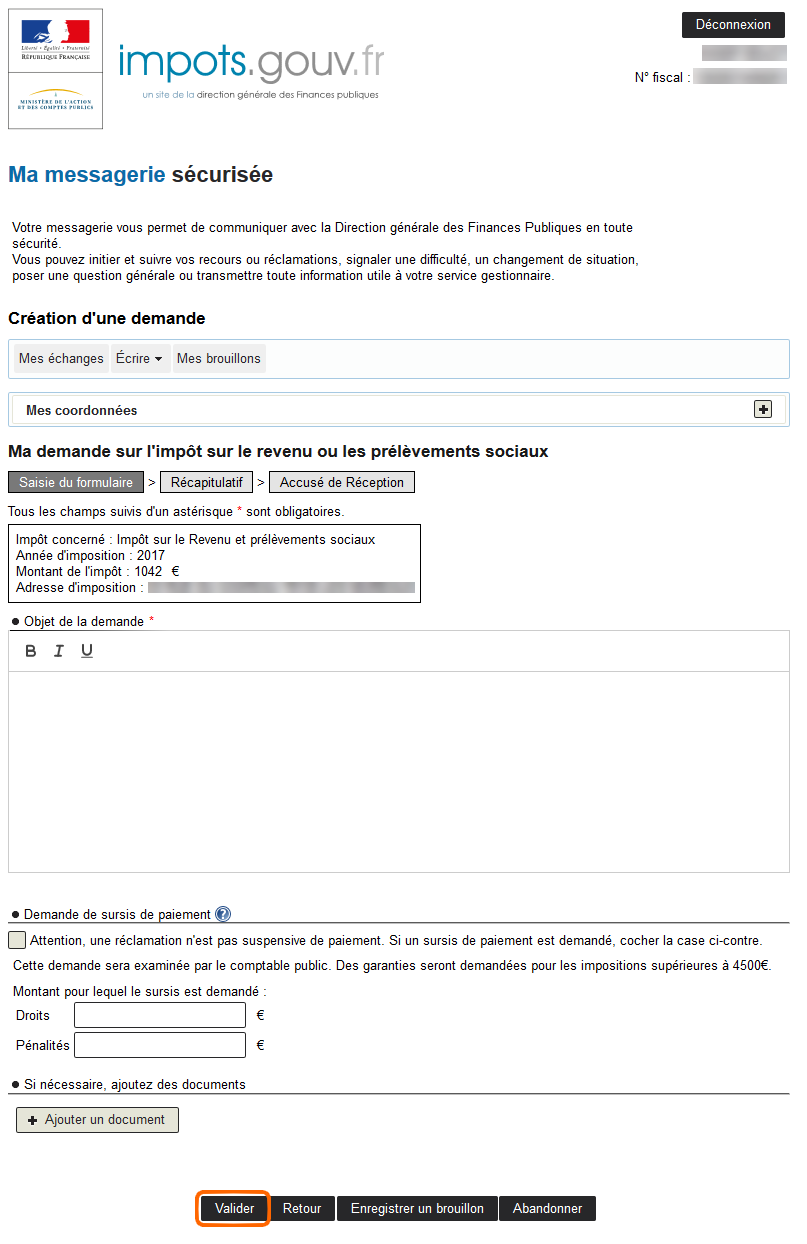 Liberté • Égalité • Fraternité
RÉPUBLIQUE FRANÇAISE
MINISTÈRE DE L'ACTION
ET DES COMPTES PUBLICS
impots.gouv.fr
un site de la direction générale des Finances publiques
Déconnexion
N° fiscal :
Ma messagerie sécurisée
Votre messagerie vous permet de communiquer avec la Direction générale des Finances Publiques en toute
sécurité.
Vous pouvez initier et suivre vos recours ou réclamations, signaler une difficulté, un changement de situation,
poser une question générale ou transmettre toute information utile à votre service gestionnaire.
Création d'une demande
Mes échanges Écrire Mes brouillons
Mes coordonnées
Ma demande sur l'impôt sur le revenu ou les prélèvements sociaux
Saisie du formulaire > Récapitulatif > Accusé de Réception
Tous les champs suivis d'un astérisque * sont obligatoires.
Impôt concerné : Impôt sur le Revenu et prélèvements sociaux
Année d'imposition : 2017
Montant de l'impôt : 1042 €
Adresse d'imposition :
● Objet de la demande *
B I U
● Demande de sursis de paiement ?
Attention, une réclamation n'est pas suspensive de paiement. Si un sursis de paiement est demandé, cocher la case ci-contre.
Cette demande sera examinée par le comptable public. Des garanties seront demandées pour les impositions supérieures à 4500€.
Montant pour lequel le sursis est demandé :
Droits €
Pénalités €
● Si nécessaire, ajoutez des documents
+ Ajouter un document
Valider Retour Enregistrer un brouillon Abandonner